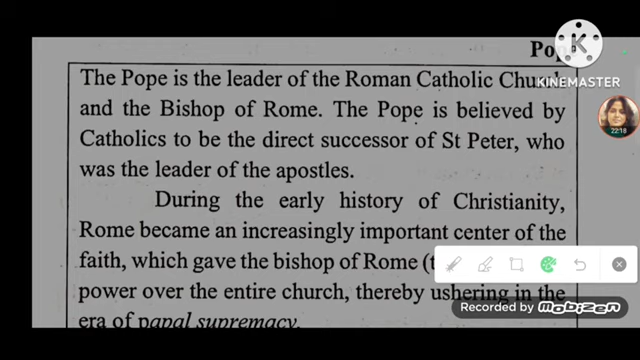 Pop
KINEMASTER
The Pope is the leader of the Roman Catholic Church
and the Bishop of Rome. The Pope is believed by
Catholics to be the direct successor of St Peter, who
was the leader of the apostles.
22:18
During the early history of Christianity,
Rome became an increasingly important center of the
faith, which gave the bishop of Rome (t
power over the entire church, thereby ushering in the
era of papal supremacy.
Recorded by mobizen